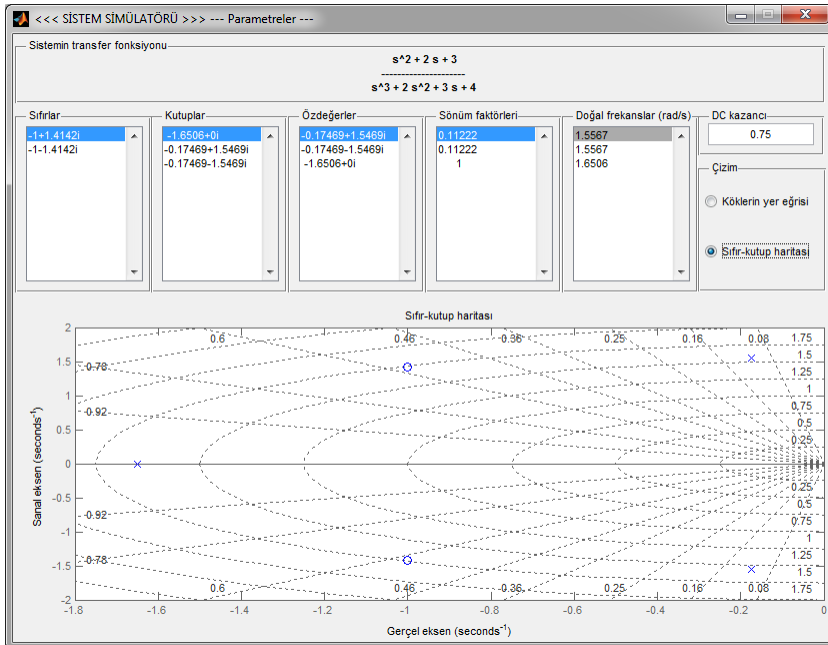 <<< SİSTEM SİMÜLATÖRÜ >>> --- Parametreler ---
Sistemin transfer fonksiyonu
s^2 + 2 s + 3
---------------------
s^3 + 2 s^2 + 3 s + 4
Sıfırlar
-1+1.4142i
-1-1.4142i
Kutuplar
-1.6506+0i
-0.17469+1.5469i
-0.17469-1.5469i
Özdeğerler
-0.17469+1.5469i
-0.17469-1.5469i
-1.6506+0i
Sönüm faktörleri
0.11222
0.11222
1
Doğal frekanslar (rad/s)
1.5567
1.5567
1.6506
DC kazancı
0.75
Çizim
Köklerin yer eğrisi
Sıfır-kutup haritası
Sıfır-kutup haritası
2
1.5
1
0.5
0
-0.5
-1
-1.5
-2
Sanal eksen (seconds⁻¹)
0.6 0.46 0.36 0.25 0.16 0.08 1.75
1.5
0.78 1.25
1
0.92 0.75
0.5
0.25
0.25
0.5
0.92 0.75
1
0.78 1.25
1.5
0.6 0.46 0.36 0.25 0.16 0.08 1.75
-1.8 -1.6 -1.4 -1.2 -1 -0.8 -0.6 -0.4 -0.2 0
Gerçel eksen (seconds⁻¹)